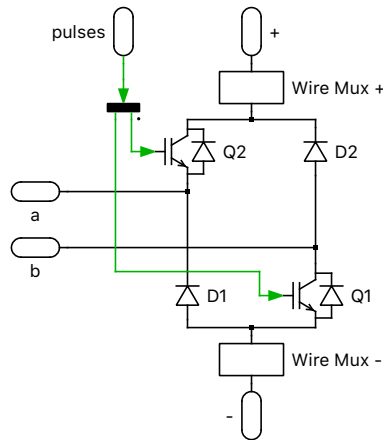 pulses
+
Wire Mux +
Q2
D2
a
b
D1
Q1
Wire Mux -
-